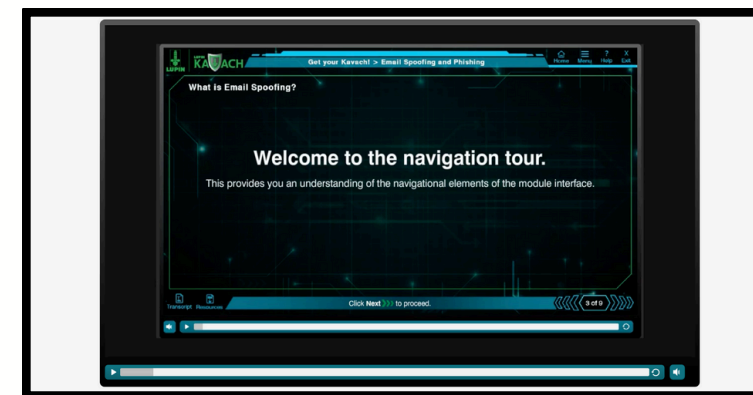 LUPIN
KAVACH
Get your Kavach! > Email Spoofing and Phishing
Home Menu ? Help X Exit
What is Email Spoofing?
Welcome to the navigation tour.
This provides you an understanding of the navigational elements of the module interface.
Transcript Resources
Click Next >>> to proceed.
3 of 9